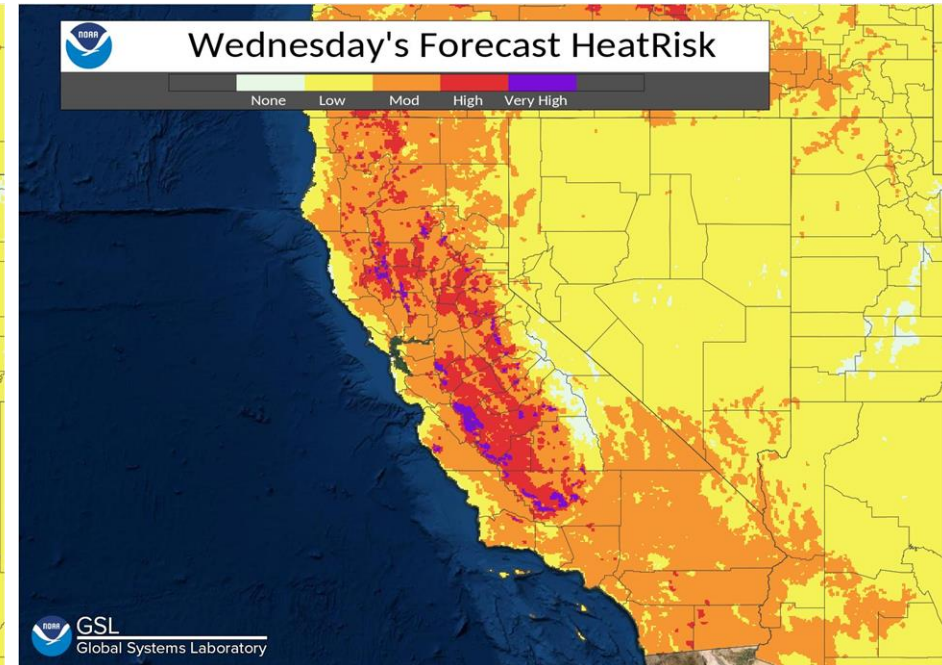 NOAA
Wednesday's Forecast HeatRisk
None Low Mod High Very High
NOAA
GSL
Global Systems Laboratory